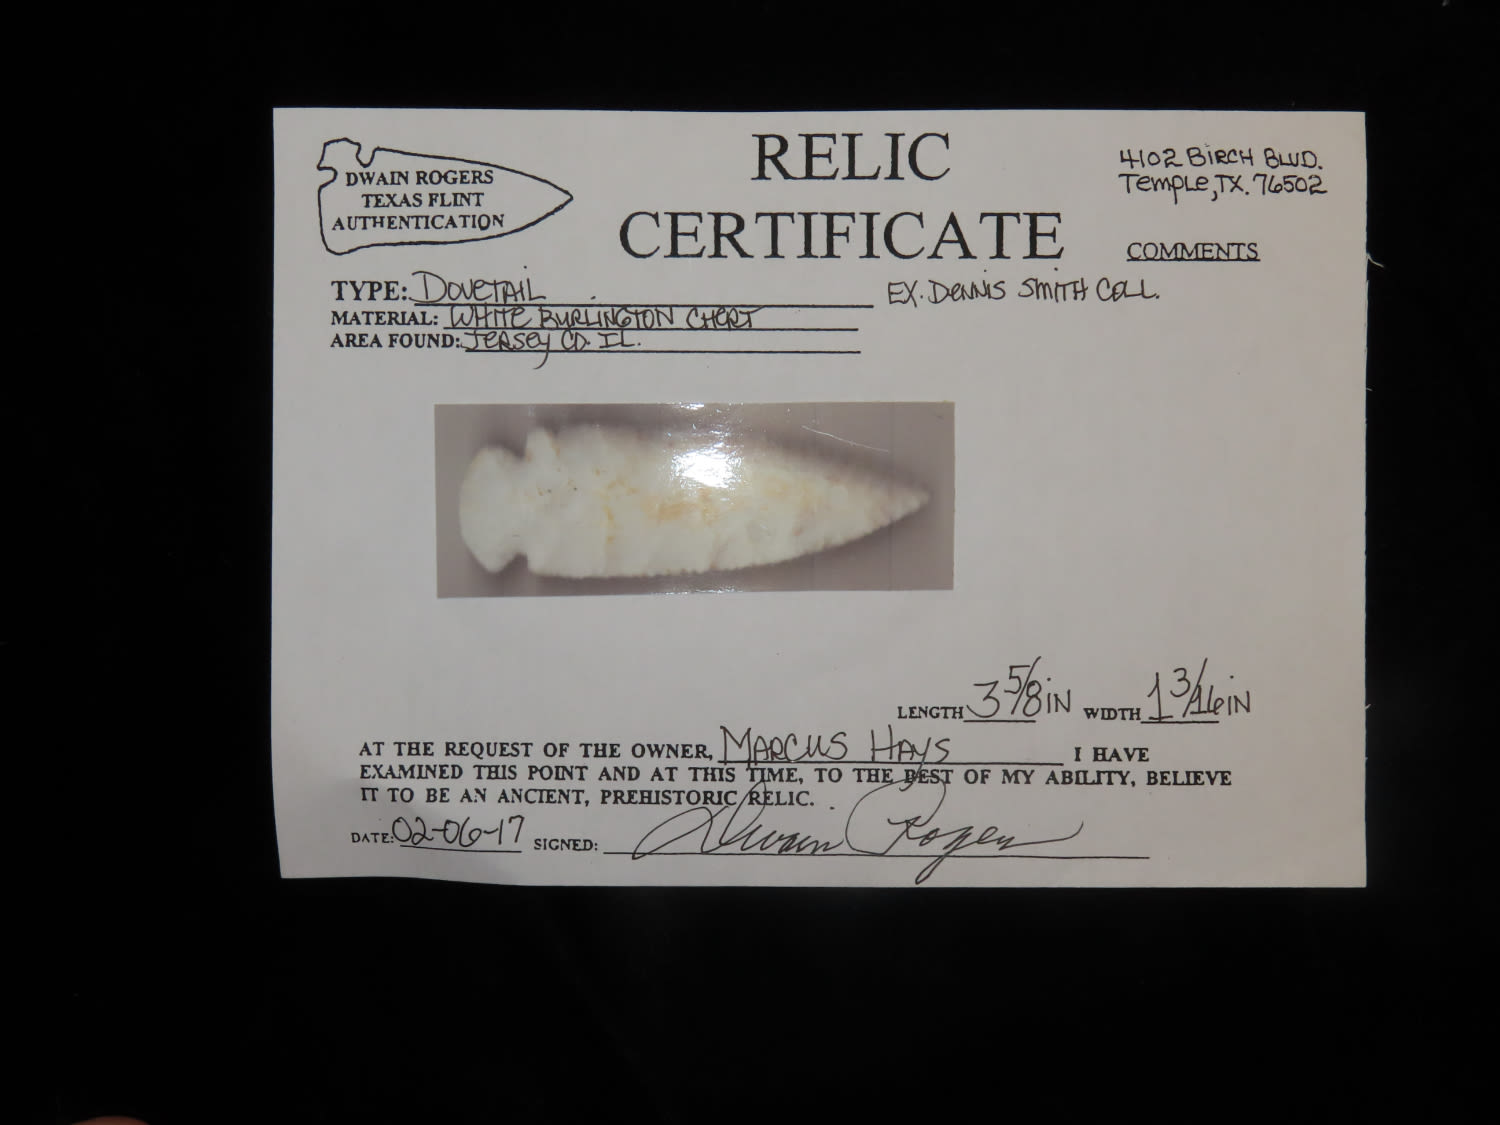 DWAIN ROGERS
TEXAS FLINT
AUTHENTICATION
RELIC
CERTIFICATE
4102 BIRCH BLVD.
TEMPLE, TX. 76502
COMMENTS
EX. DENNIS SMITH COLL.
TYPE: DOVETAIL
MATERIAL: WHITE BURLINGTON CHERT
AREA FOUND: JERSEY CO. IL.
LENGTH 3 5/8 IN WIDTH 1 3/16 IN
AT THE REQUEST OF THE OWNER, MARCUS HAYS I HAVE
EXAMINED THIS POINT AND AT THIS TIME, TO THE BEST OF MY ABILITY, BELIEVE
IT TO BE AN ANCIENT, PREHISTORIC RELIC.
DATE: 02-06-17 SIGNED: Dwain Rogers